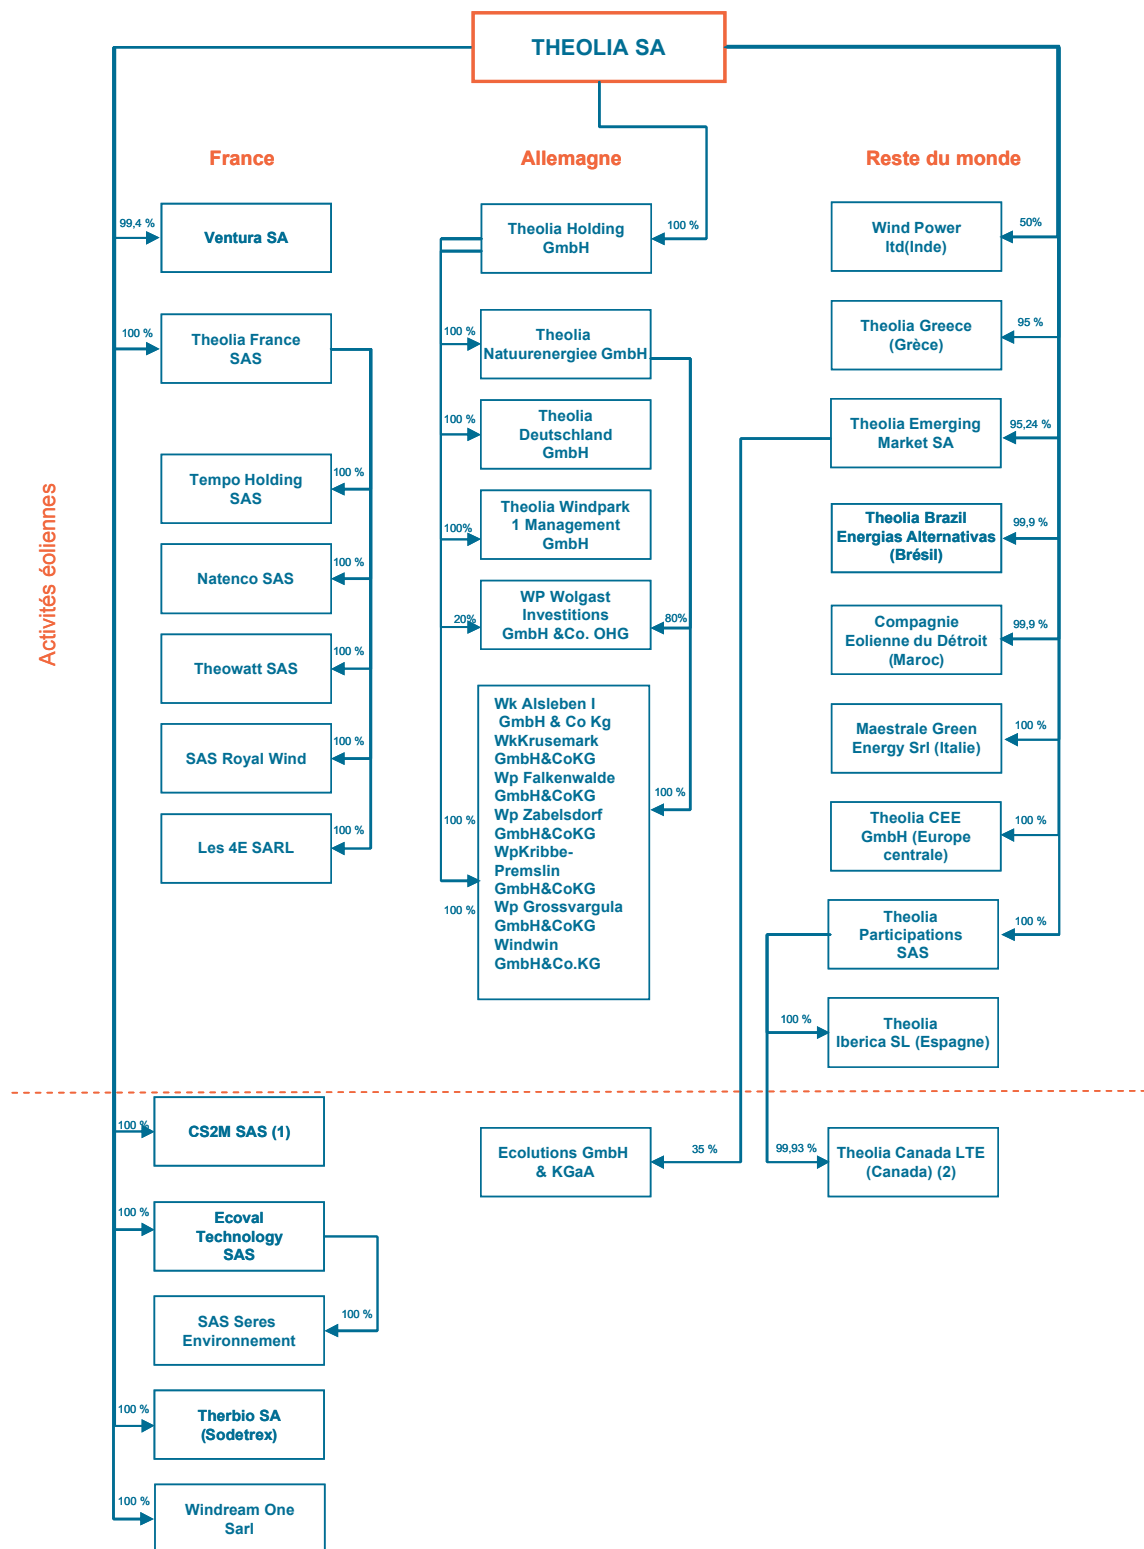 THEOLIA SA
France
Allemagne
Reste du monde
Activités éoliennes
99,4 %
Ventura SA
100 %
Theolia France
SAS
100 %
Tempo Holding
SAS
100 %
Natenco SAS
100 %
Theowatt SAS
100 %
SAS Royal Wind
100 %
Les 4E SARL
100 %
Theolia Holding
GmbH
100 %
Theolia
Natuurenergiee GmbH
100 %
Theolia
Deutschland
GmbH
100%
Theolia Windpark
1 Management
GmbH
20%
WP Wolgast
Investitions
GmbH &Co. OHG
80%
Wk Alsleben I
GmbH & Co Kg
WkKrusemark
GmbH&CoKG
Wp Falkenwalde
GmbH&CoKG
Wp Zabelsdorf
GmbH&CoKG
WpKribbe-
Premslin
GmbH&CoKG
Wp Grossvargula
GmbH&CoKG
Windwin
GmbH&Co.KG
100 %
100 %
100 %
Wind Power
ltd(Inde)
50%
Theolia Greece
(Grèce)
95 %
Theolia Emerging
Market SA
95,24 %
Theolia Brazil
Energias Alternativas
(Brésil)
99,9 %
Compagnie
Eolienne du Détroit
(Maroc)
99,9 %
Maestrale Green
Energy Srl (Italie)
100 %
Theolia CEE
GmbH (Europe
centrale)
100 %
Theolia
Participations
SAS
100 %
100 %
Theolia
Iberica SL (Espagne)
100 %
CS2M SAS (1)
Ecolutions GmbH
& KGaA
35 %
99,93 %
Theolia Canada LTE
(Canada) (2)
100 %
Ecoval
Technology
SAS
SAS Seres
Environnement
100 %
100 %
Therbio SA
(Sodetrex)
100 %
Windream One
Sarl